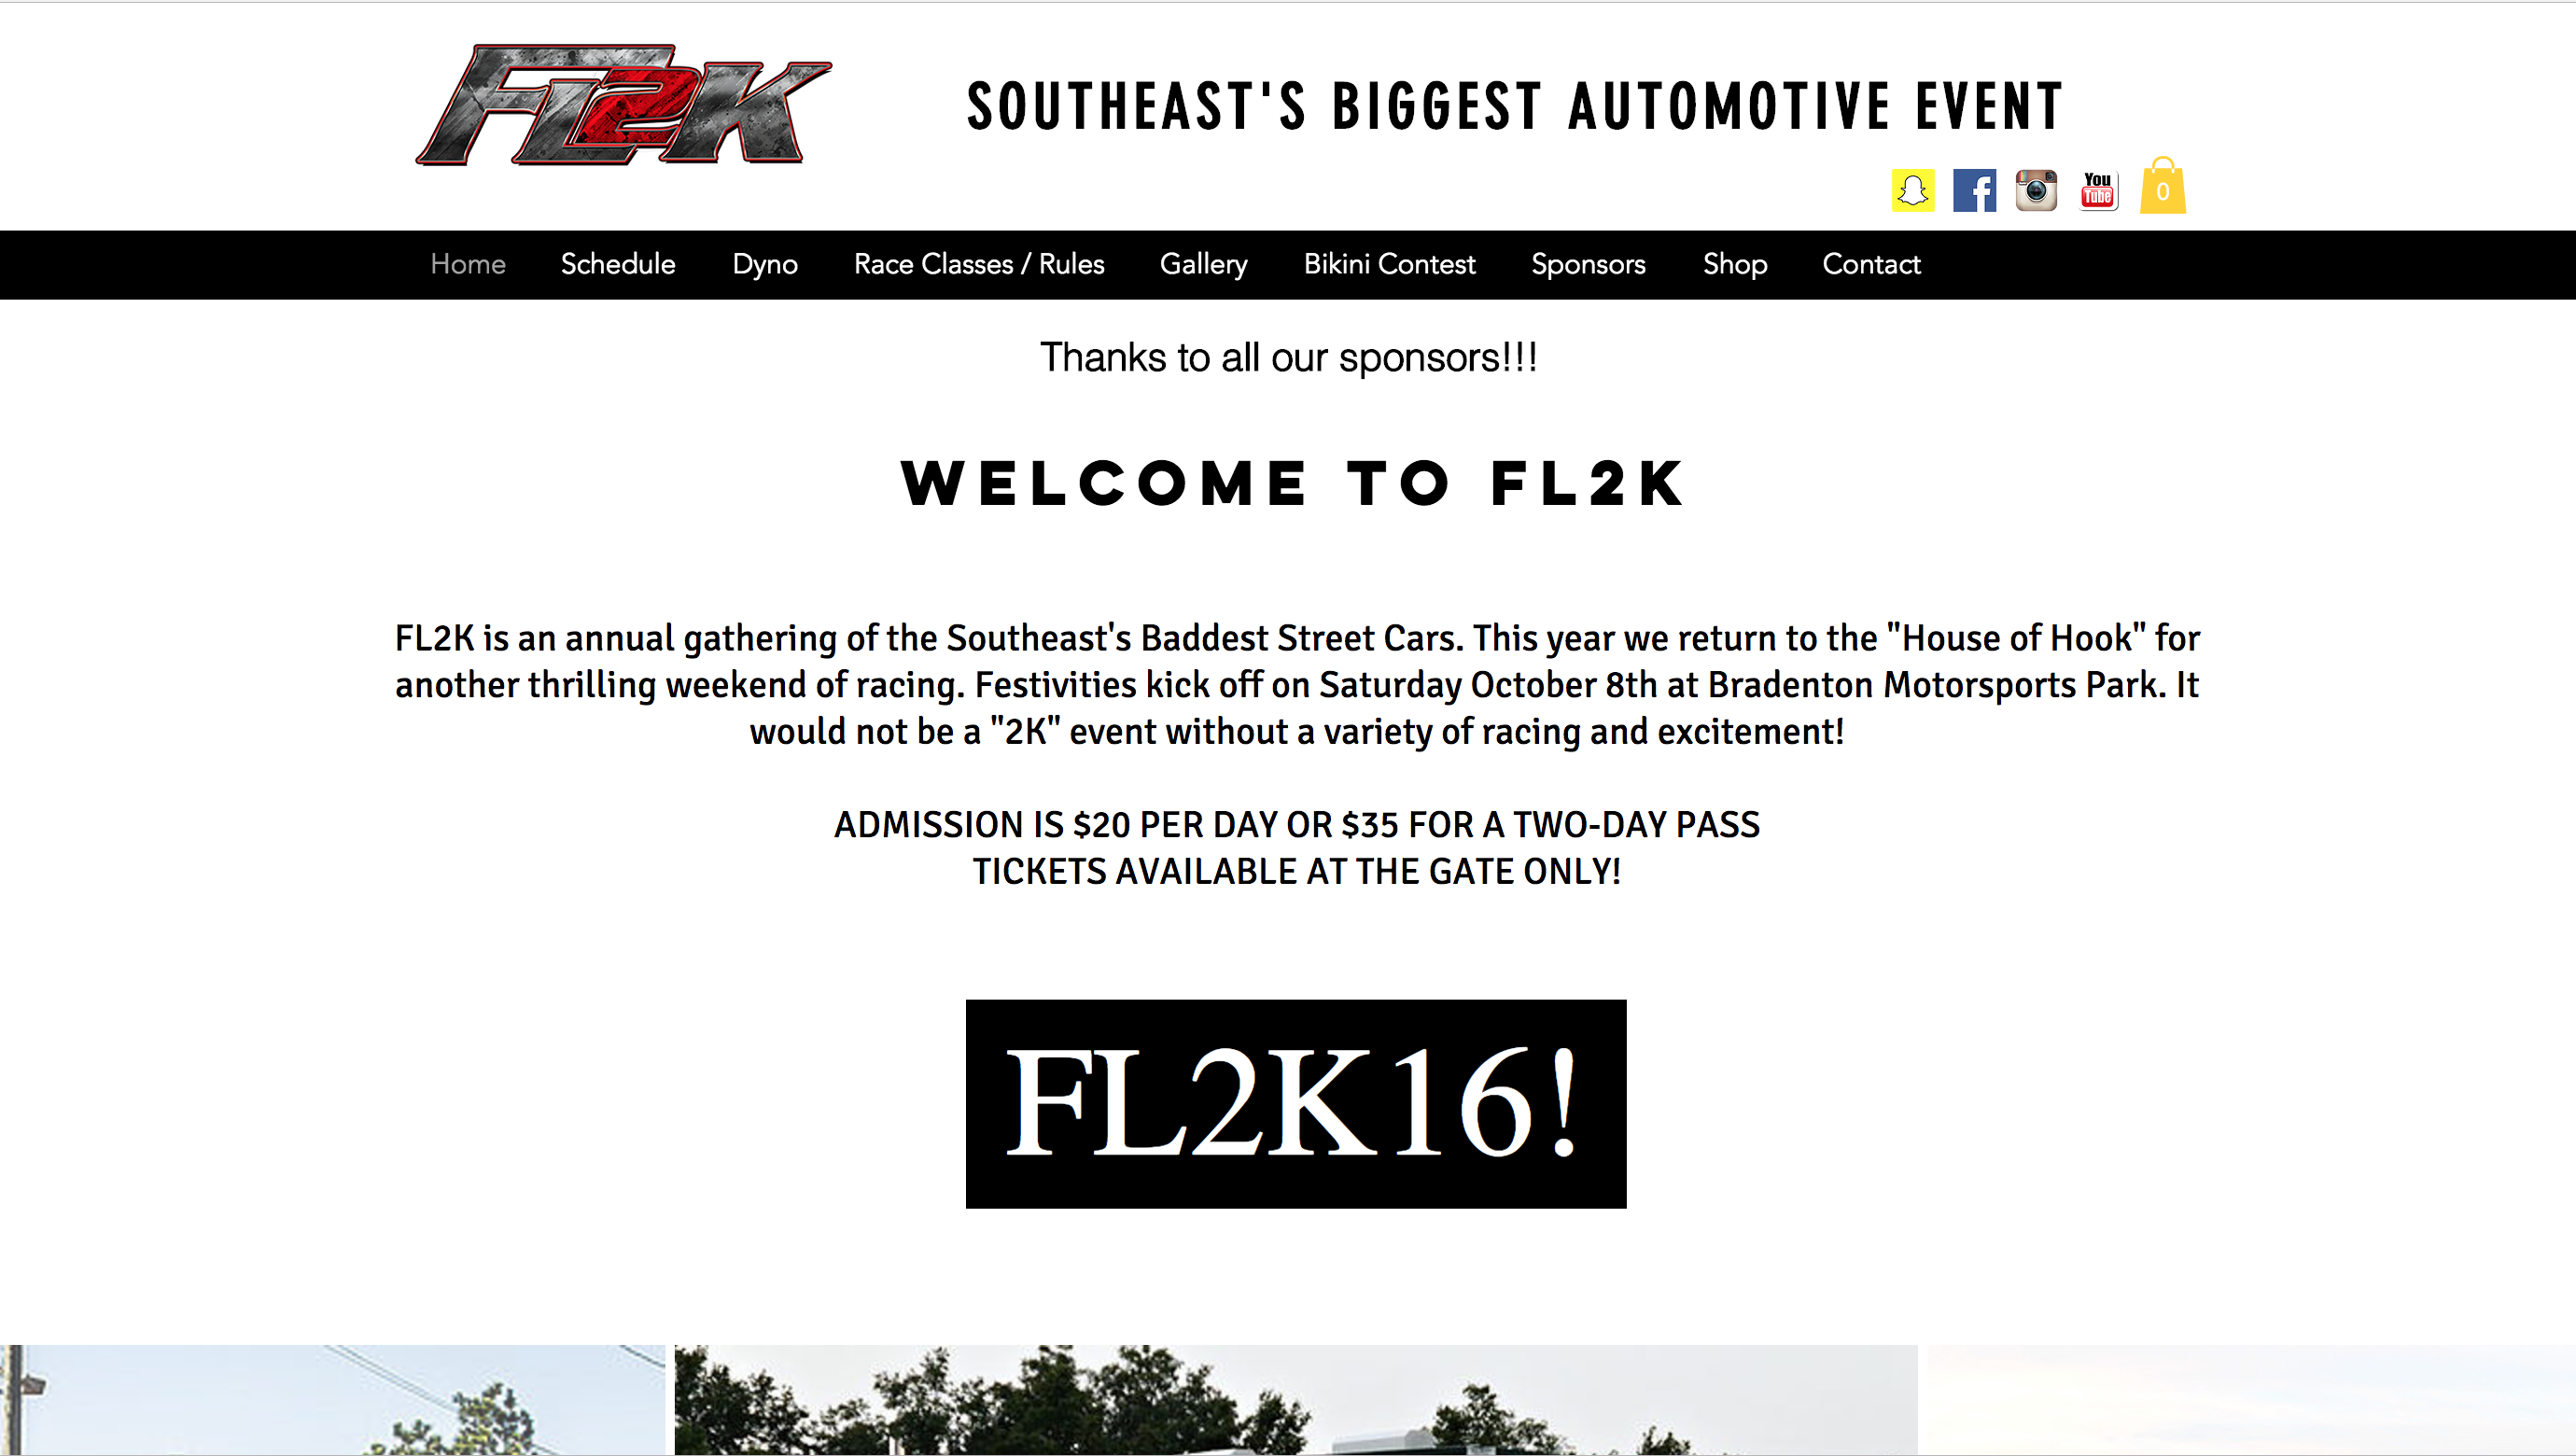 FL2K
SOUTHEAST'S BIGGEST AUTOMOTIVE EVENT
You
Tube
0
Home Schedule Dyno Race Classes / Rules Gallery Bikini Contest Sponsors Shop Contact
Thanks to all our sponsors!!!
WELCOME TO FL2K
FL2K is an annual gathering of the Southeast's Baddest Street Cars. This year we return to the "House of Hook" for
another thrilling weekend of racing. Festivities kick off on Saturday October 8th at Bradenton Motorsports Park. It
would not be a "2K" event without a variety of racing and excitement!
ADMISSION IS $20 PER DAY OR $35 FOR A TWO-DAY PASS
TICKETS AVAILABLE AT THE GATE ONLY!
FL2K16!